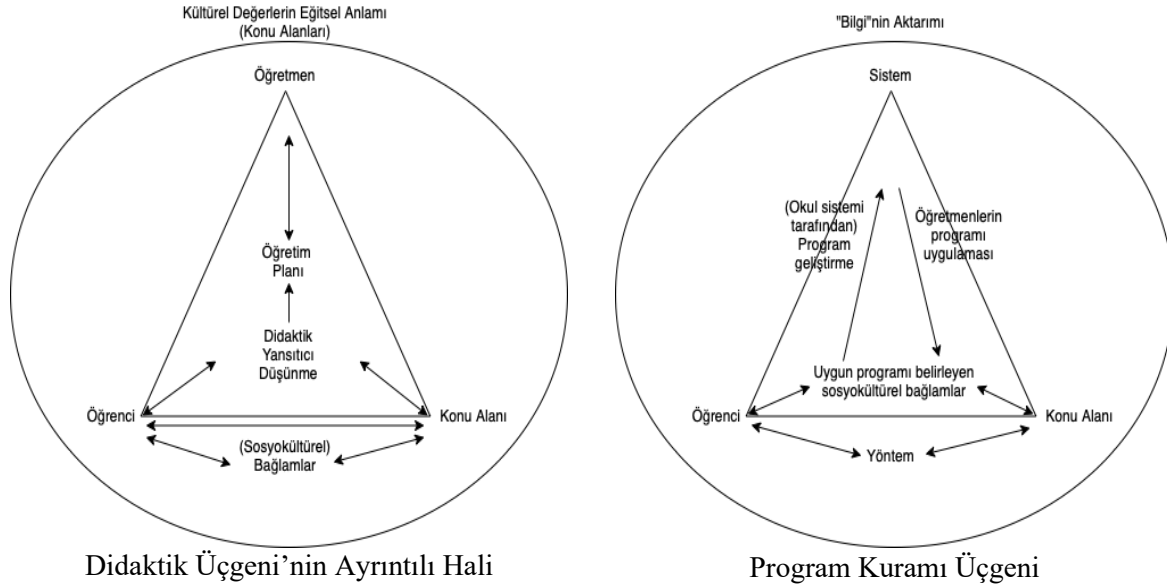 Kültürel Değerlerin Eğitsel Anlamı
(Konu Alanları)
Öğretmen
Öğretim
Planı
Didaktik
Yansıtıcı
Düşünme
Öğrenci
Konu Alanı
(Sosyokültürel)
Bağlamlar
Didaktik Üçgeni’nin Ayrıntılı Hali
"Bilgi"nin Aktarımı
Sistem
(Okul sistemi
tarafından)
Program
geliştirme
Öğretmenlerin
programı
uygulaması
Uygun programı belirleyen
sosyokültürel bağlamlar
Öğrenci
Konu Alanı
Yöntem
Program Kuramı Üçgeni